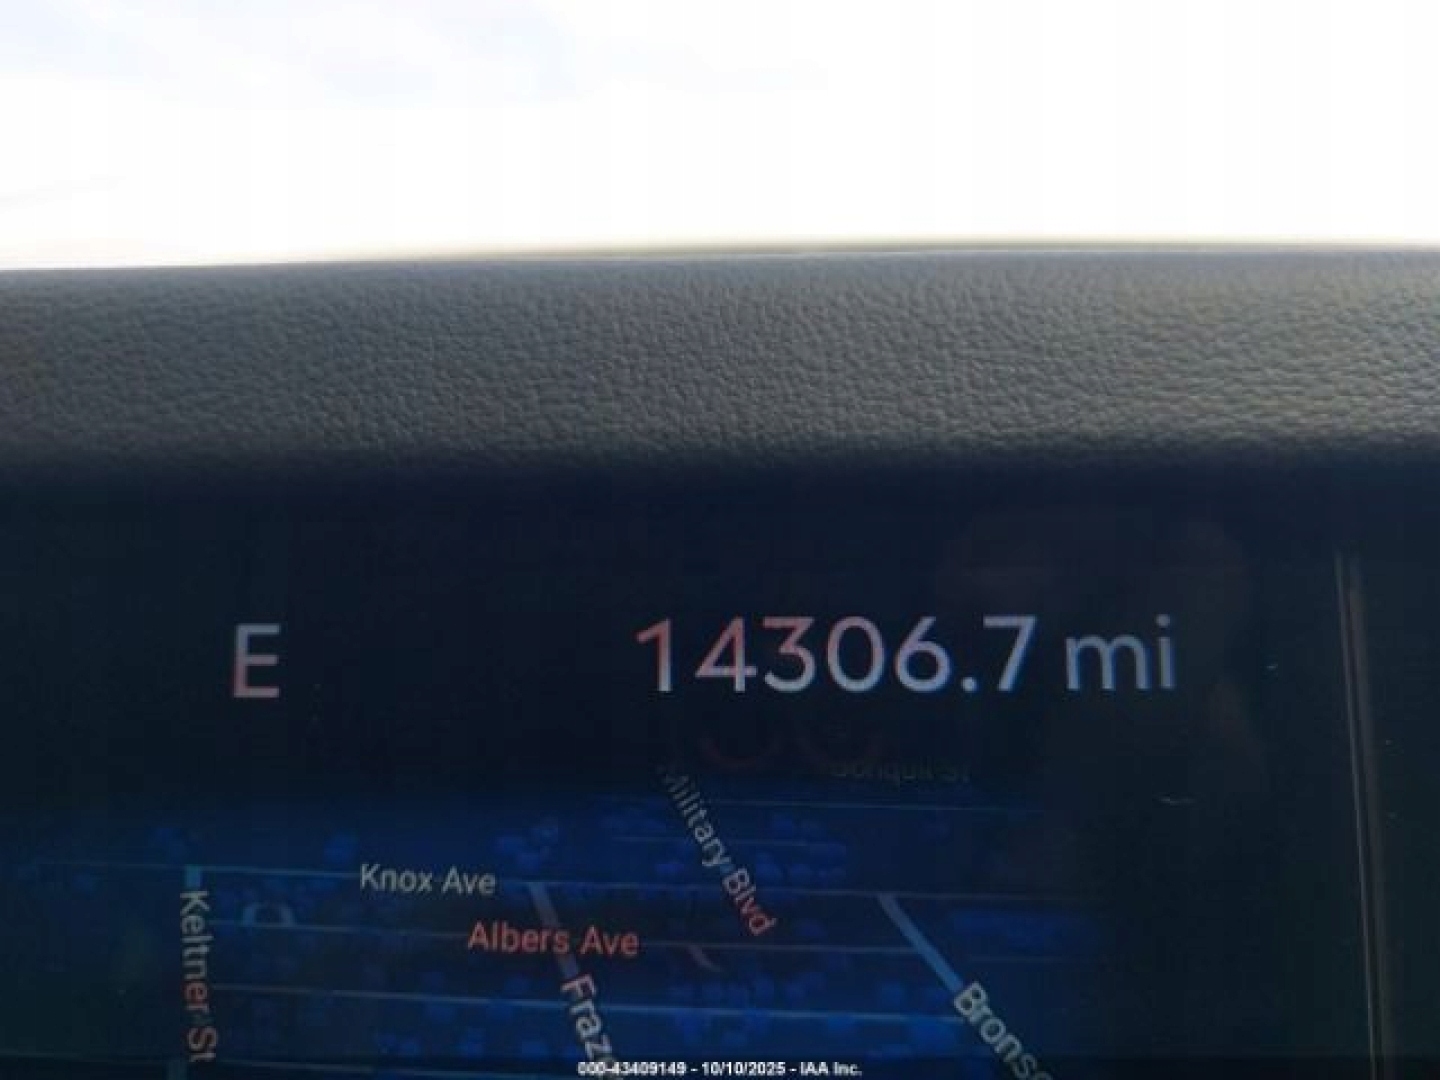 E
14306.7 mi
Military Blvd
Knox Ave
Keltner St
Albers Ave
000-43409149 - 10/10/2025 - IAA Inc.